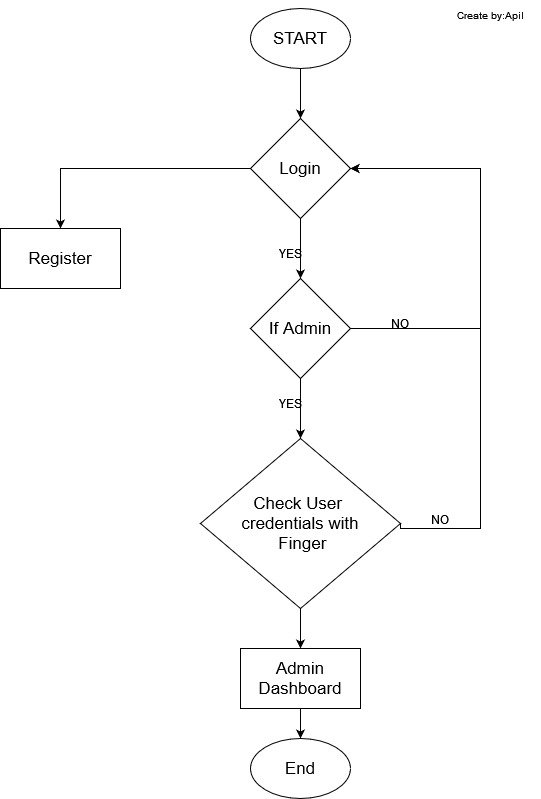 Create by:Apil
START
Login
Register
YES
If Admin
NO
YES
Check User
credentials with
Finger
NO
Admin
Dashboard
End